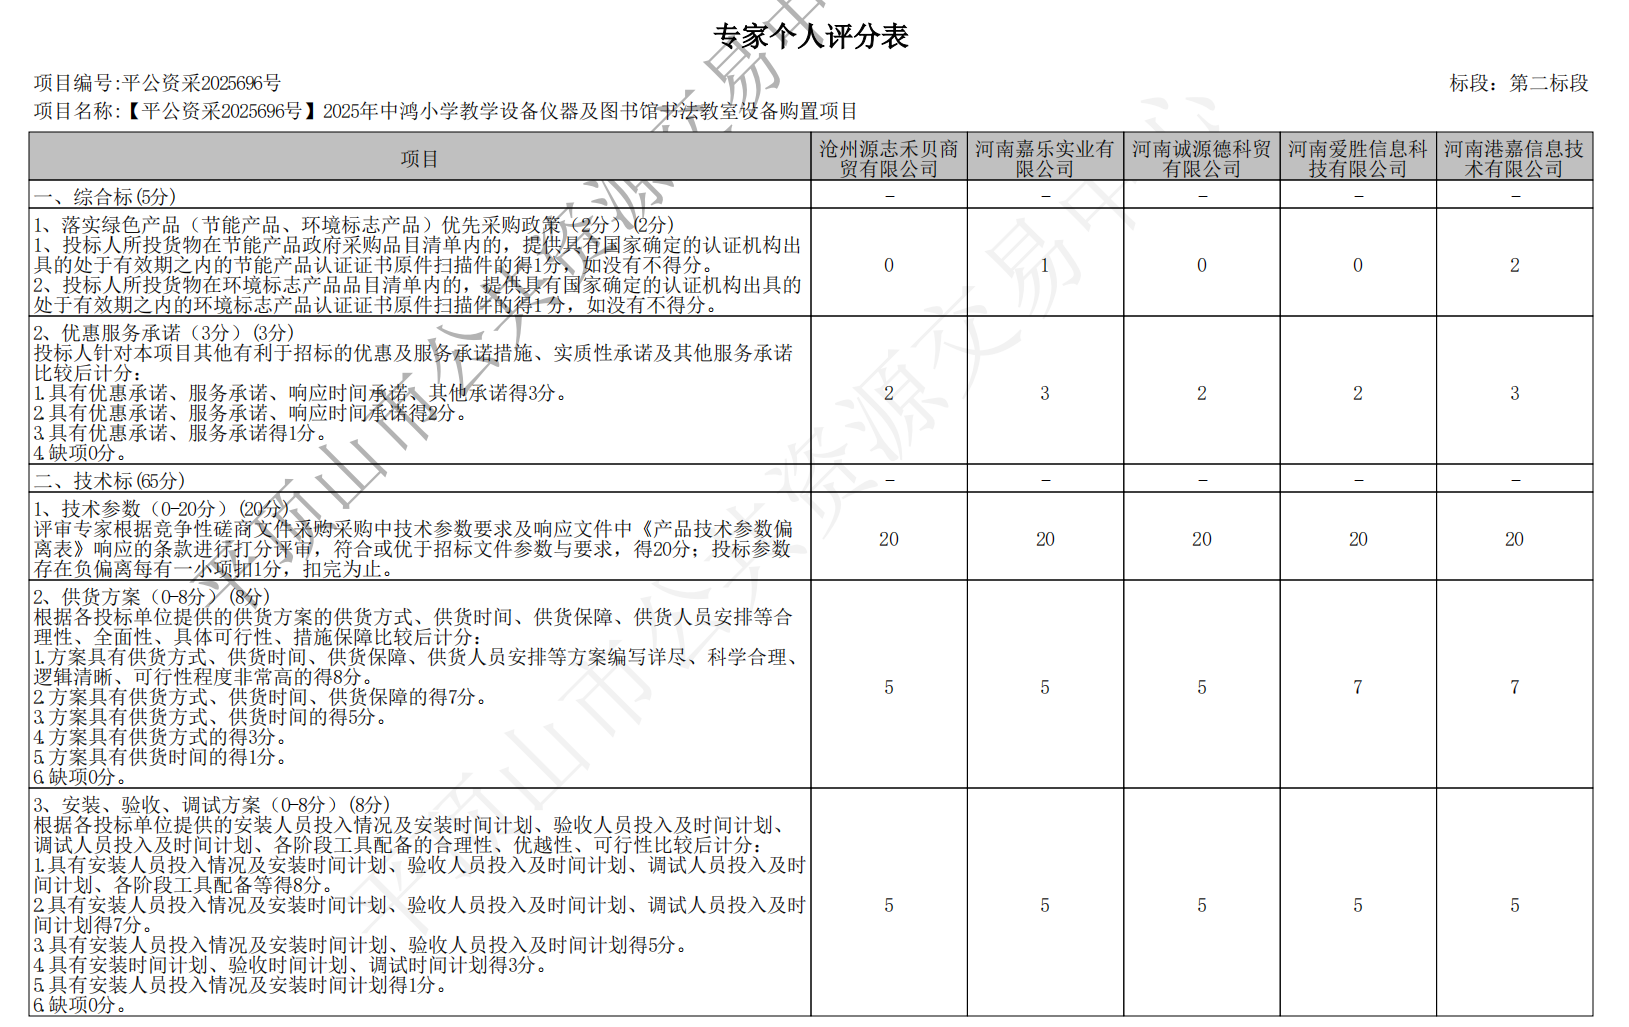 专家个人评分表
项目编号:平公资采2025696号
标段：第二标段
项目名称:【平公资采2025696号】2025年中鸿小学教学设备仪器及图书馆书法教室设备购置项目
项目
沧州源志禾贝商贸有限公司
河南嘉乐实业有限公司
河南诚源德科贸有限公司
河南爱胜信息科技有限公司
河南港嘉信息技术有限公司
一、综合标(5分)
-
-
-
-
-
1、落实绿色产品（节能产品、环境标志产品）优先采购政策（2分）(2分)
1、投标人所投货物在节能产品政府采购品目清单内的，提供具有国家确定的认证机构出
具的处于有效期之内的节能产品认证证书原件扫描件的得1分，如没有不得分。
2、投标人所投货物在环境标志产品品目清单内的，提供具有国家确定的认证机构出具的
处于有效期之内的环境标志产品认证证书原件扫描件的得1分，如没有不得分。
0
1
0
0
2
2、优惠服务承诺（3分）(3分)
投标人针对本项目其他有利于招标的优惠及服务承诺措施、实质性承诺及其他服务承诺
比较后计分：
1.具有优惠承诺、服务承诺、响应时间承诺、其他承诺得3分。
2.具有优惠承诺、服务承诺、响应时间承诺得2分。
3.具有优惠承诺、服务承诺得1分。
4.缺项0分。
2
3
2
2
3
二、技术标(65分)
-
-
-
-
-
1、技术参数（0-20分）(20分)
评审专家根据竞争性磋商文件采购采购中技术参数要求及响应文件中《产品技术参数偏
离表》响应的条款进行打分评审，符合或优于招标文件参数与要求，得20分；投标参数
存在负偏离每有一小项扣1分，扣完为止。
20
20
20
20
20
2、供货方案（0-8分）(8分)
根据各投标单位提供的供货方案的供货方式、供货时间、供货保障、供货人员安排等合
理性、全面性、具体可行性、措施保障比较后计分：
1.方案具有供货方式、供货时间、供货保障、供货人员安排等方案编写详尽、科学合理、
逻辑清晰、可行性程度非常高的得8分。
2.方案具有供货方式、供货时间、供货保障的得7分。
3.方案具有供货方式、供货时间的得5分。
4.方案具有供货方式的得3分。
5.方案具有供货时间的得1分。
6.缺项0分。
5
5
5
7
7
3、安装、验收、调试方案（0-8分）(8分)
根据各投标单位提供的安装人员投入情况及安装时间计划、验收人员投入及时间计划、
调试人员投入及时间计划、各阶段工具配备的合理性、优越性、可行性比较后计分：
1.具有安装人员投入情况及安装时间计划、验收人员投入及时间计划、调试人员投入及时
间计划、各阶段工具配备等得8分。
2.具有安装人员投入情况及安装时间计划、验收人员投入及时间计划、调试人员投入及时
间计划得7分。
3.具有安装人员投入情况及安装时间计划、验收人员投入及时间计划得5分。
4.具有安装时间计划、验收时间计划、调试时间计划得3分。
5.具有安装人员投入情况及安装时间计划得1分。
6.缺项0分。
5
5
5
5
5
平顶山市公共资源交易中
平顶山市公共资源交易中心